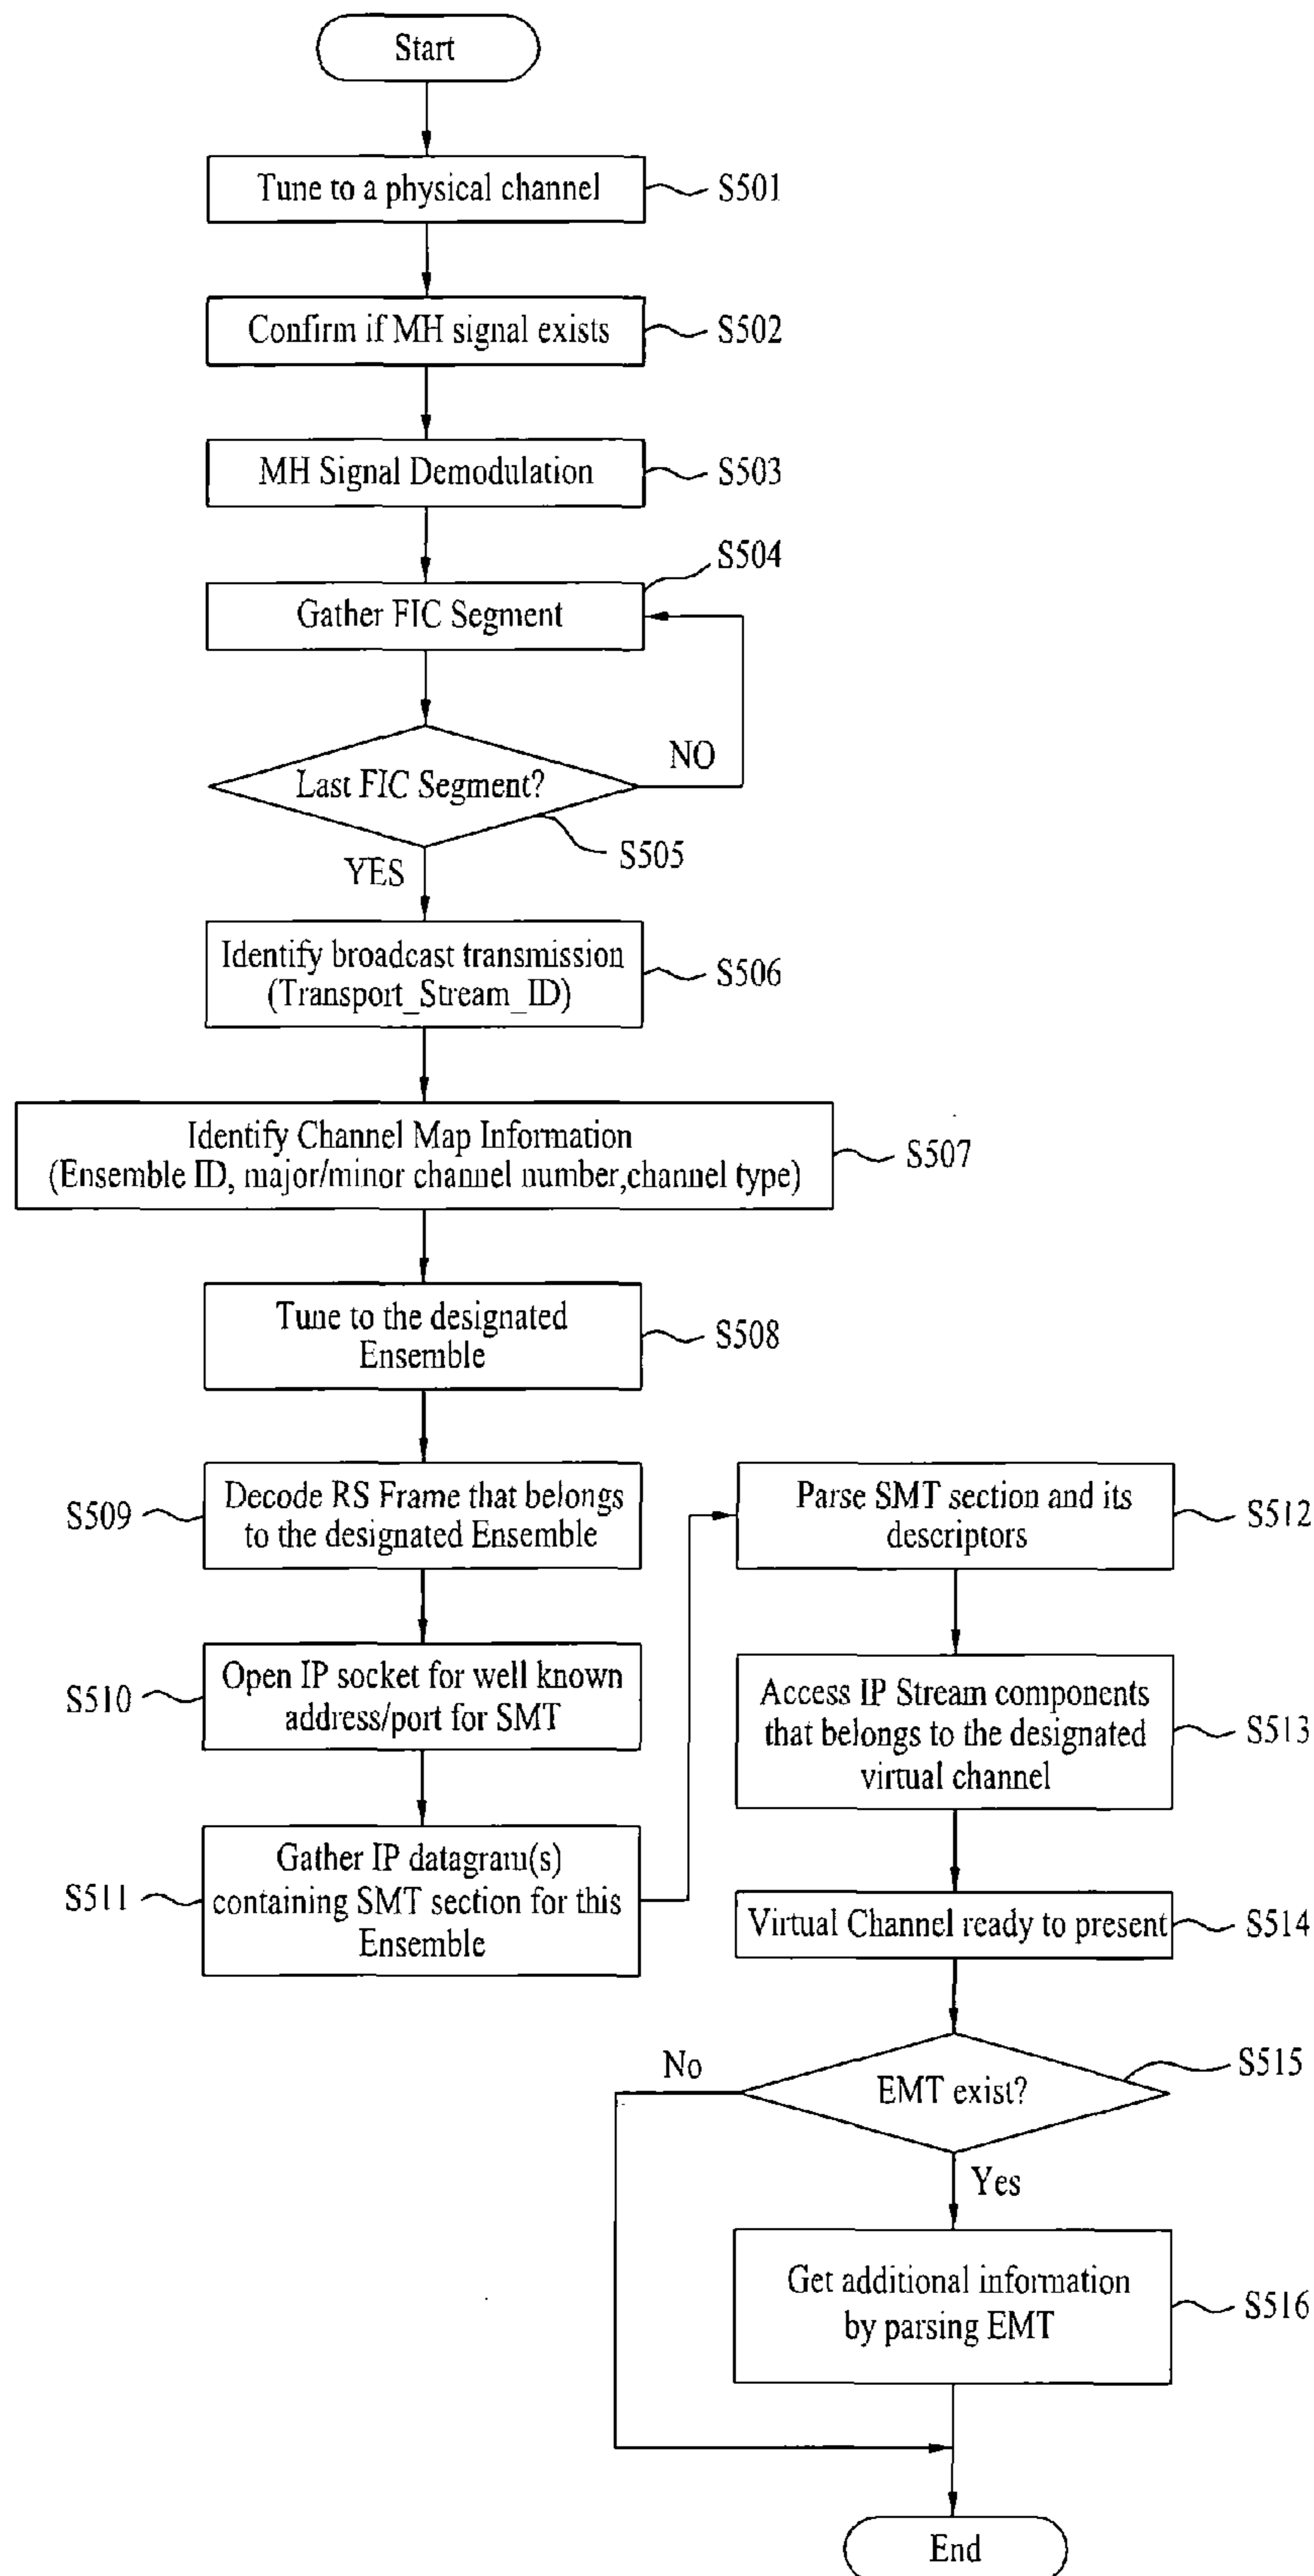 Start
Tune to a physical channel
S501
Confirm if MH signal exists
S502
MH Signal Demodulation
S503
S504
Gather FIC Segment
NO
Last FIC Segment?
S505
YES
Identify broadcast transmission
(Transport_Stream_ID)
S506
Identify Channel Map Information
(Ensemble ID, major/minor channel number,channel type)
S507
Tune to the designated
Ensemble
S508
S509
Decode RS Frame that belongs
to the designated Ensemble
S510
Open IP socket for well known
address/port for SMT
S511
Gather IP datagram(s)
containing SMT section for this
Ensemble
Parse SMT section and its
descriptors
S512
Access IP Stream components
that belongs to the designated
virtual channel
S513
Virtual Channel ready to present
S514
No
EMT exist?
S515
Yes
Get additional information
by parsing EMT
S516
End